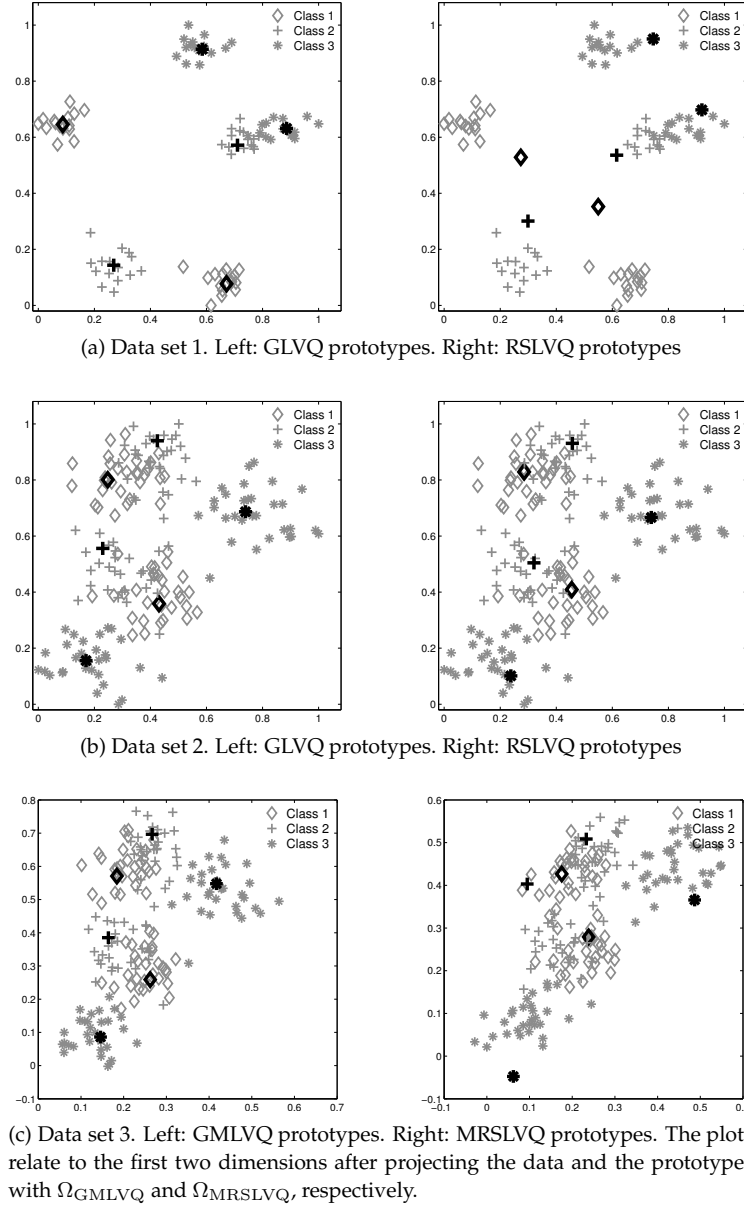 1
0.8
0.6
0.4
0.2
0
0 0.2 0.4 0.6 0.8 1
Class 1
Class 2
Class 3
1
0.8
0.6
0.4
0.2
0
0 0.2 0.4 0.6 0.8 1
Class 1
Class 2
Class 3
(a) Data set 1. Left: GLVQ prototypes. Right: RSLVQ prototypes
1
0.8
0.6
0.4
0.2
0
0 0.2 0.4 0.6 0.8 1
Class 1
Class 2
Class 3
1
0.8
0.6
0.4
0.2
0
0 0.2 0.4 0.6 0.8 1
Class 1
Class 2
Class 3
(b) Data set 2. Left: GLVQ prototypes. Right: RSLVQ prototypes
0.8
0.7
0.6
0.5
0.4
0.3
0.2
0.1
0
-0.1
0 0.1 0.2 0.3 0.4 0.5 0.6 0.7
Class 1
Class 2
Class 3
0.6
0.5
0.4
0.3
0.2
0.1
0
-0.1
-0.1 0 0.1 0.2 0.3 0.4 0.5
Class 1
Class 2
Class 3
(c) Data set 3. Left: GMLVQ prototypes. Right: MRSLVQ prototypes. The plot
relate to the first two dimensions after projecting the data and the prototype
with Ω_GMLVQ and Ω_MRSLVQ, respectively.